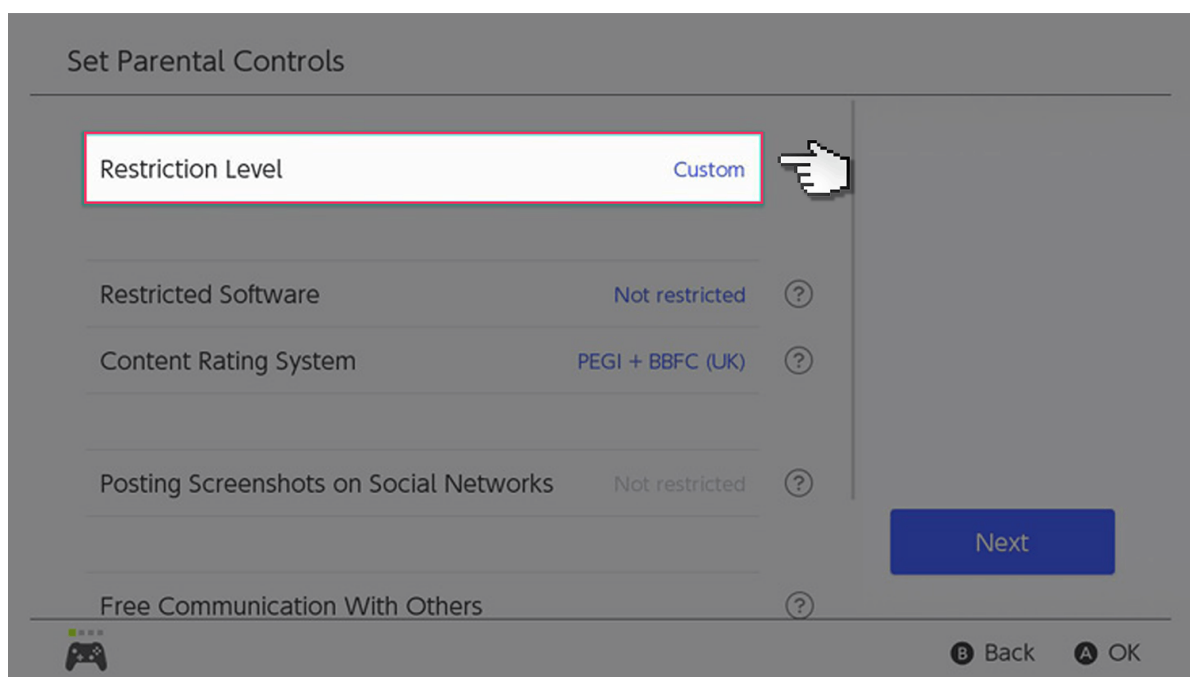 Set Parental Controls
Restriction Level Custom
Restricted Software Not restricted ?
Content Rating System PEGI + BBFC (UK) ?
Posting Screenshots on Social Networks Not restricted ?
Next
Free Communication With Others ?
B Back A OK